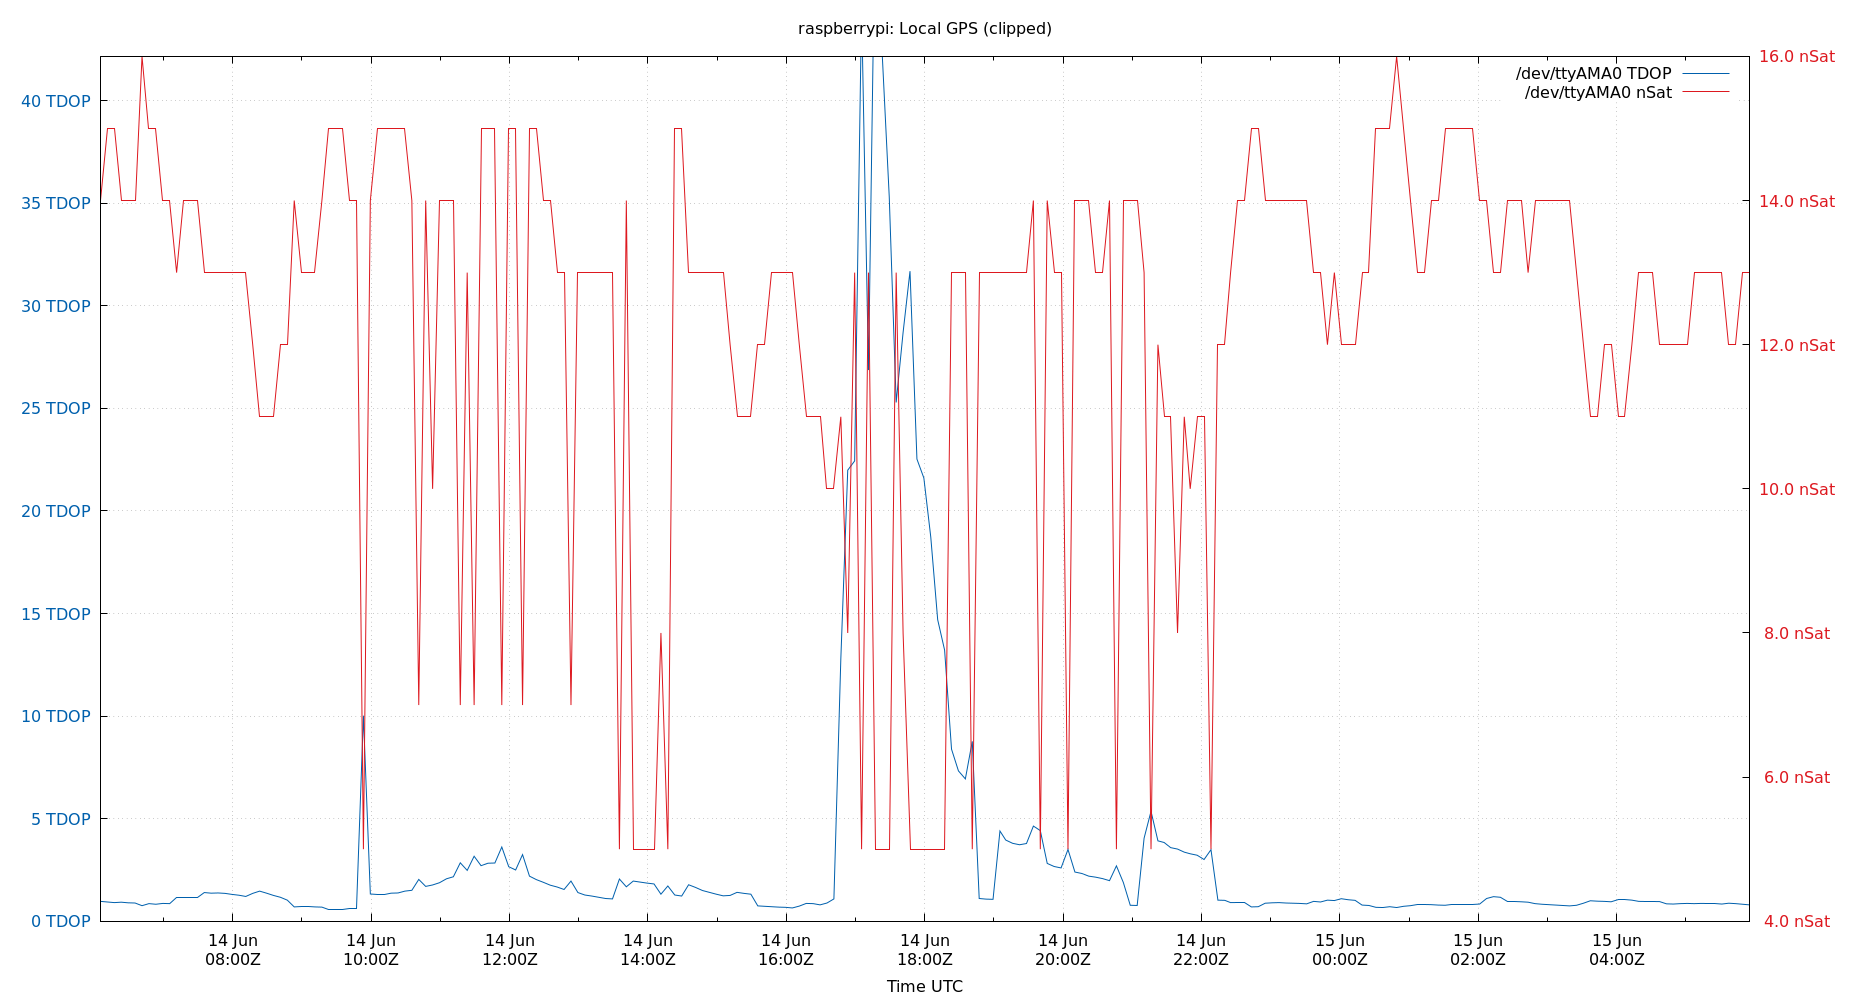 raspberrypi: Local GPS (clipped)
/dev/ttyAMA0 TDOP
/dev/ttyAMA0 nSat
40 TDOP
35 TDOP
30 TDOP
25 TDOP
20 TDOP
15 TDOP
10 TDOP
5 TDOP
0 TDOP
16.0 nSat
14.0 nSat
12.0 nSat
10.0 nSat
8.0 nSat
6.0 nSat
4.0 nSat
14 Jun
08:00Z
14 Jun
10:00Z
14 Jun
12:00Z
14 Jun
14:00Z
14 Jun
16:00Z
14 Jun
18:00Z
14 Jun
20:00Z
14 Jun
22:00Z
15 Jun
00:00Z
15 Jun
02:00Z
15 Jun
04:00Z
Time UTC